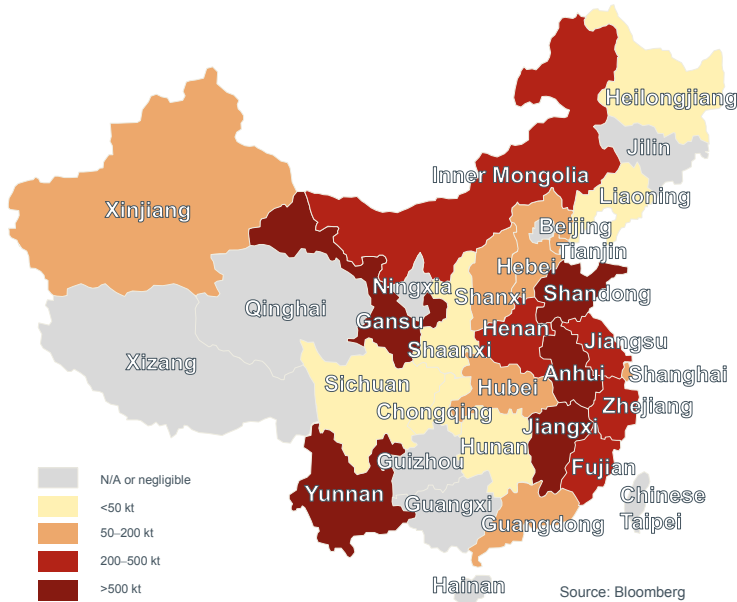 Heilongjiang
Jilin
Inner Mongolia
Liaoning
Xinjiang
Beijing
Tianjin
Hebei
Ningxia
Shanxi
Shandong
Qinghai
Gansu
Henan
Jiangsu
Shaanxi
Xizang
Anhui
Shanghai
Sichuan
Hubei
Zhejiang
Chongqing
Jiangxi
Hunan
Guizhou
Fujian
Yunnan
Guangxi
Guangdong
Chinese
Taipei
Hainan
N/A or negligible
<50 kt
50–200 kt
200–500 kt
>500 kt
Source: Bloomberg